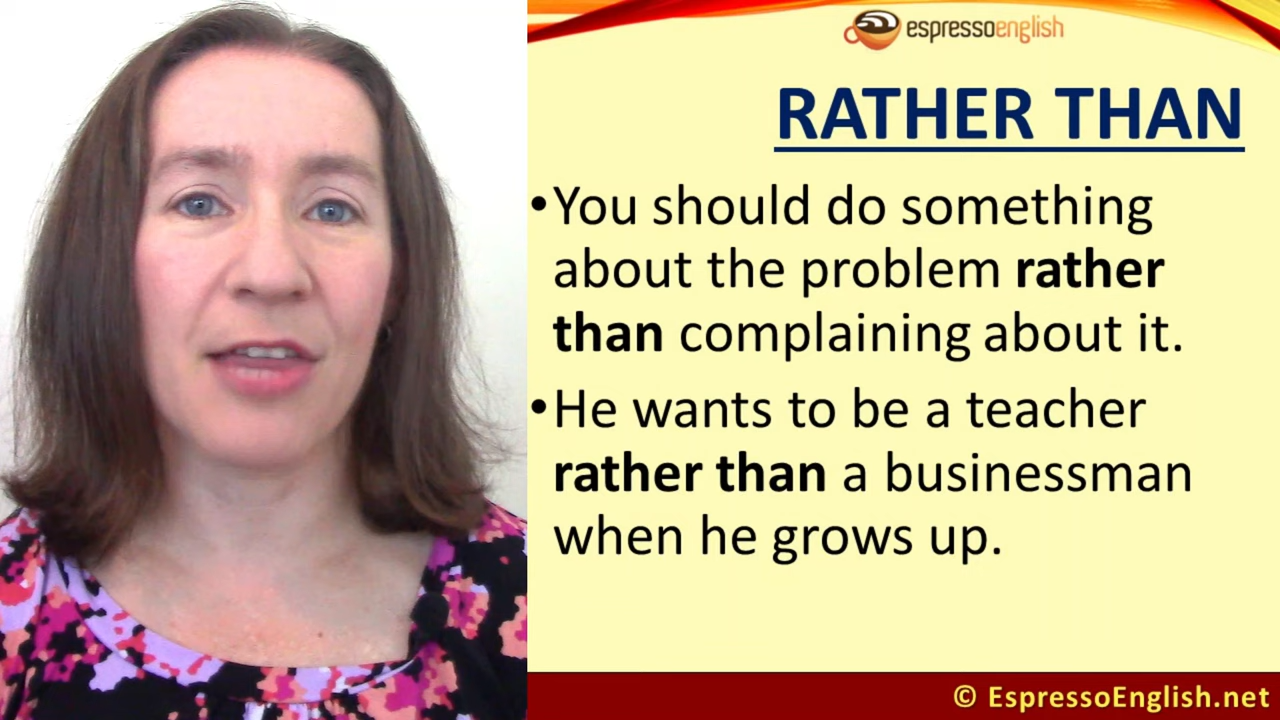 espressoenglish
RATHER THAN
•You should do something
about the problem rather
than complaining about it.
•He wants to be a teacher
rather than a businessman
when he grows up.
© EspressoEnglish.net